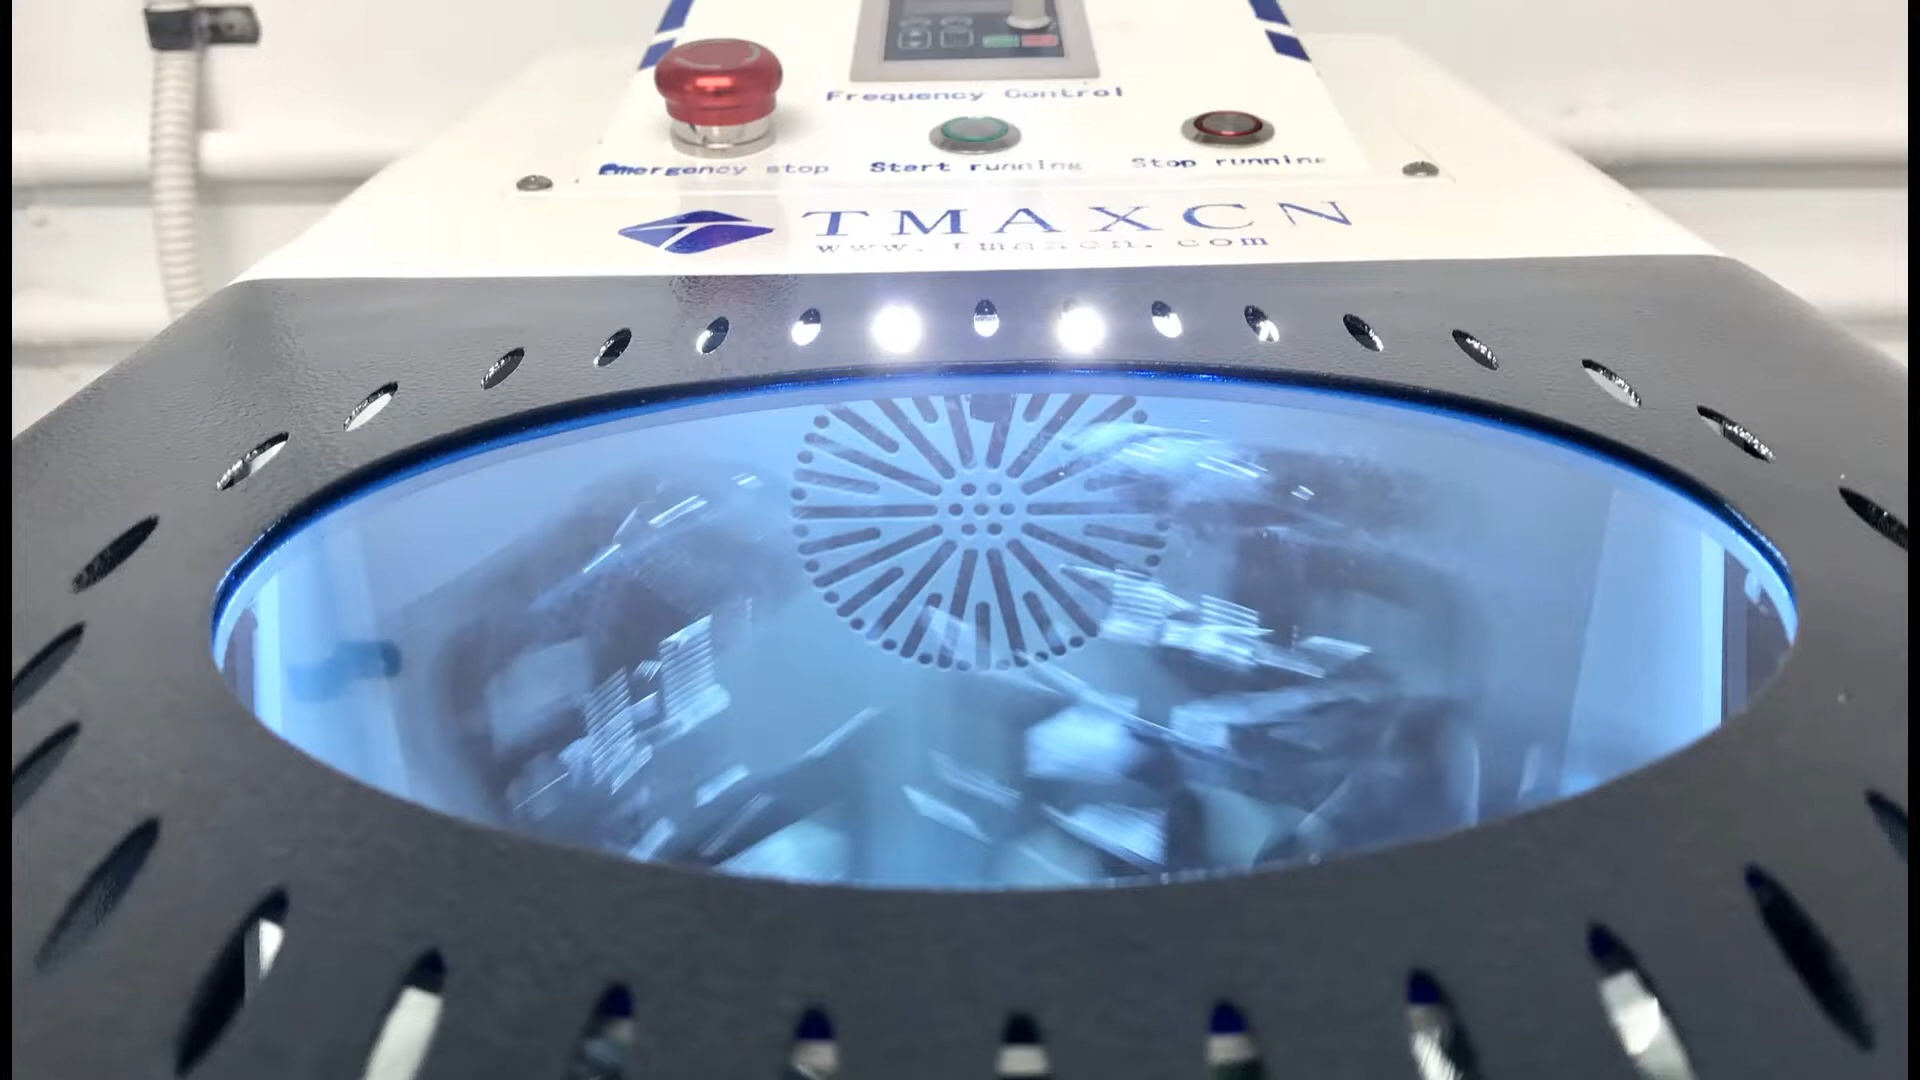 Frequency Control
Emergency stop
Start running
Stop running
TMAXCN
www.tmaxcn.com